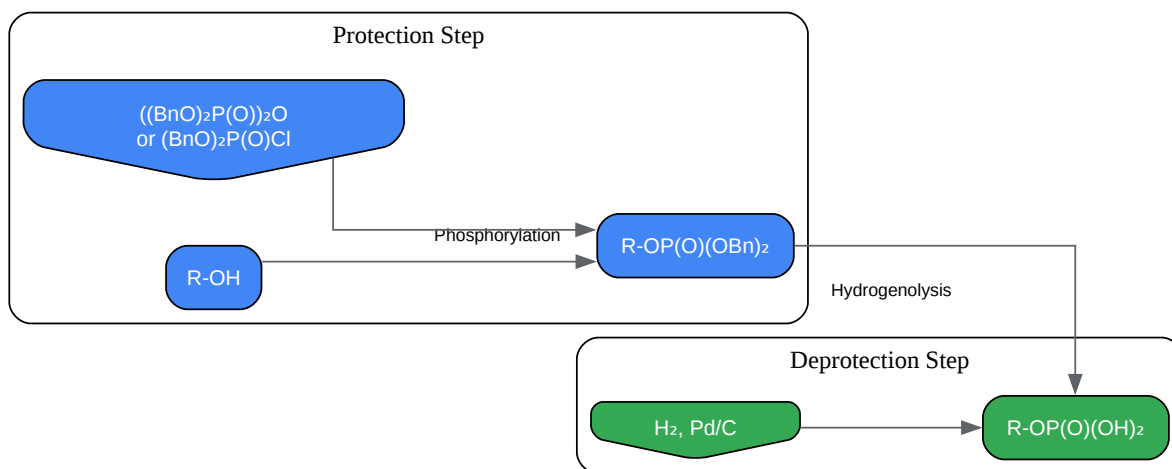 Protection Step
((BnO)₂P(O))₂O
or (BnO)₂P(O)Cl
Phosphorylation
R-OH
R-OP(O)(OBn)₂
Hydrogenolysis
Deprotection Step
H₂, Pd/C
R-OP(O)(OH)₂